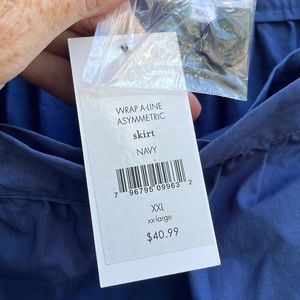 WRAP A-LINE
ASYMMETRIC
skirt
NAVY
7 96795 09963 2
XXL
xx-large
$40.99